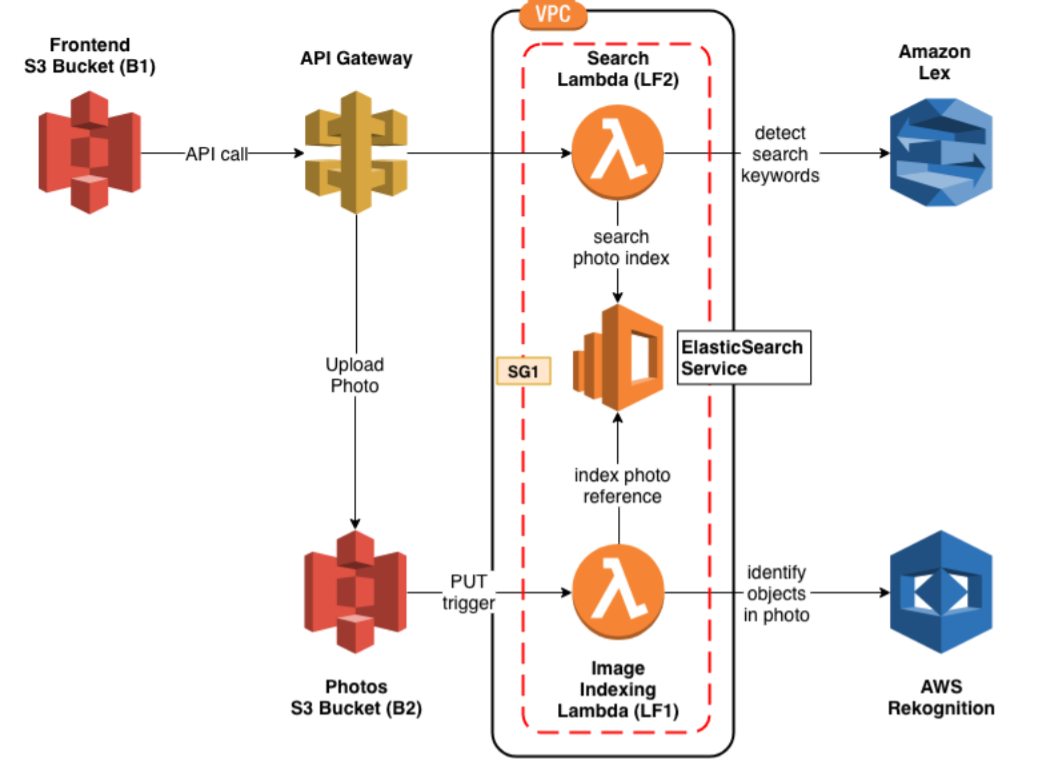 VPC
Frontend
S3 Bucket (B1)
API Gateway
Search
Lambda (LF2)
Amazon
Lex
API call
detect
search
keywords
search
photo index
Upload
Photo
SG1
ElasticSearch
Service
index photo
reference
PUT
trigger
identify
objects
in photo
Photos
S3 Bucket (B2)
Image
Indexing
Lambda (LF1)
AWS
Rekognition